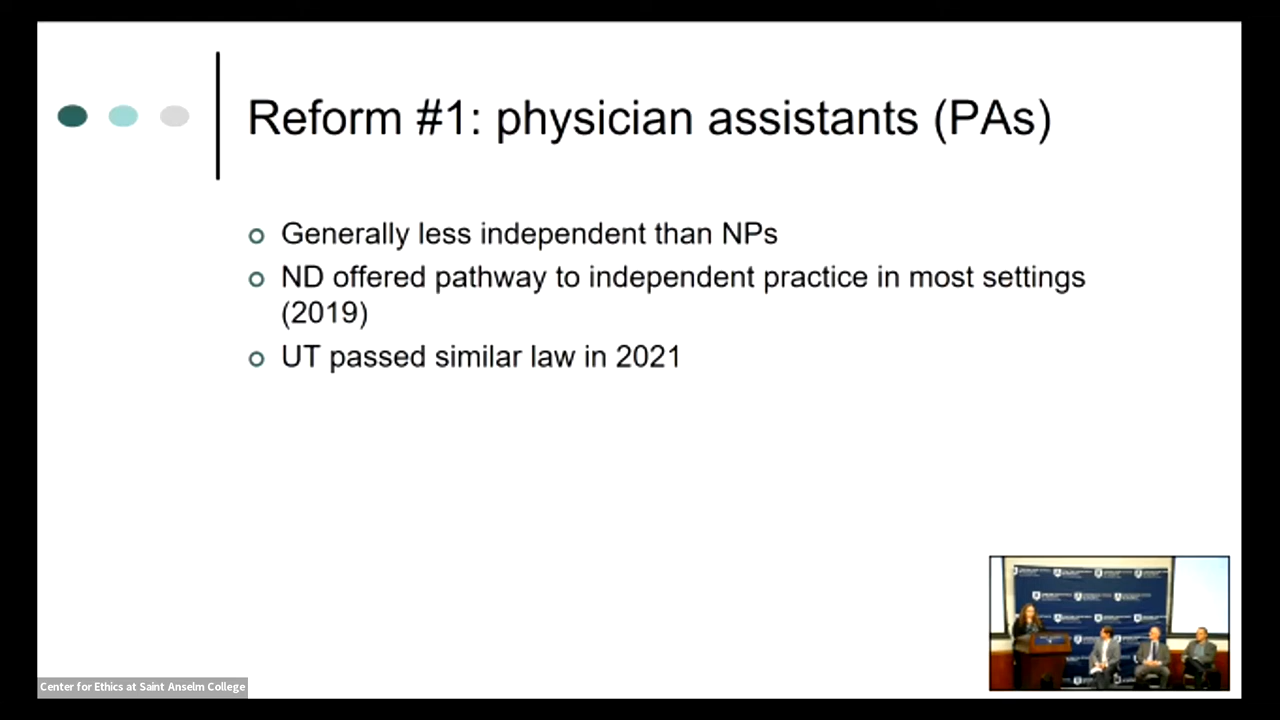 Reform #1: physician assistants (PAs)
Generally less independent than NPs
ND offered pathway to independent practice in most settings
(2019)
UT passed similar law in 2021
Center for Ethics at Saint Anselm College